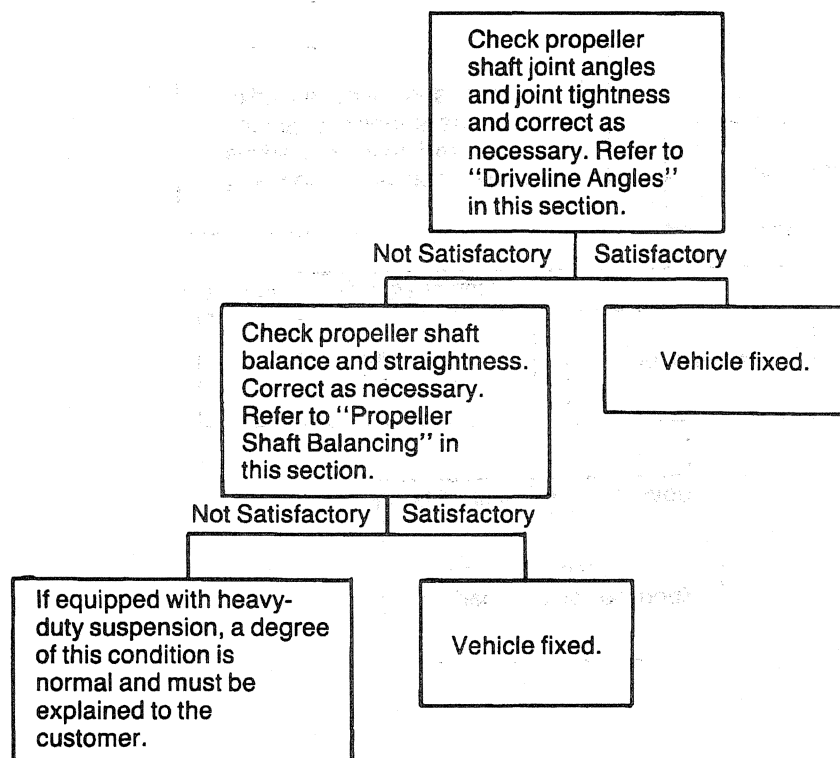 Check propeller
shaft joint angles
and joint tightness
and correct as
necessary. Refer to
"Driveline Angles"
in this section.
Not Satisfactory
Satisfactory
Check propeller shaft
balance and straightness.
Correct as necessary.
Refer to "Propeller
Shaft Balancing" in
this section.
Vehicle fixed.
Not Satisfactory
Satisfactory
If equipped with heavy-
duty suspension, a degree
of this condition is
normal and must be
explained to the
customer.
Vehicle fixed.